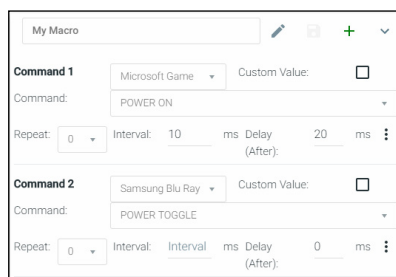 My Macro
Command 1 Microsoft Game Custom Value:
Command: POWER ON
Repeat: 0 Interval: 10 ms Delay (After): 20 ms
Command 2 Samsung Blu Ray Custom Value:
Command: POWER TOGGLE
Repeat: 0 Interval: Interval ms Delay (After): 0 ms